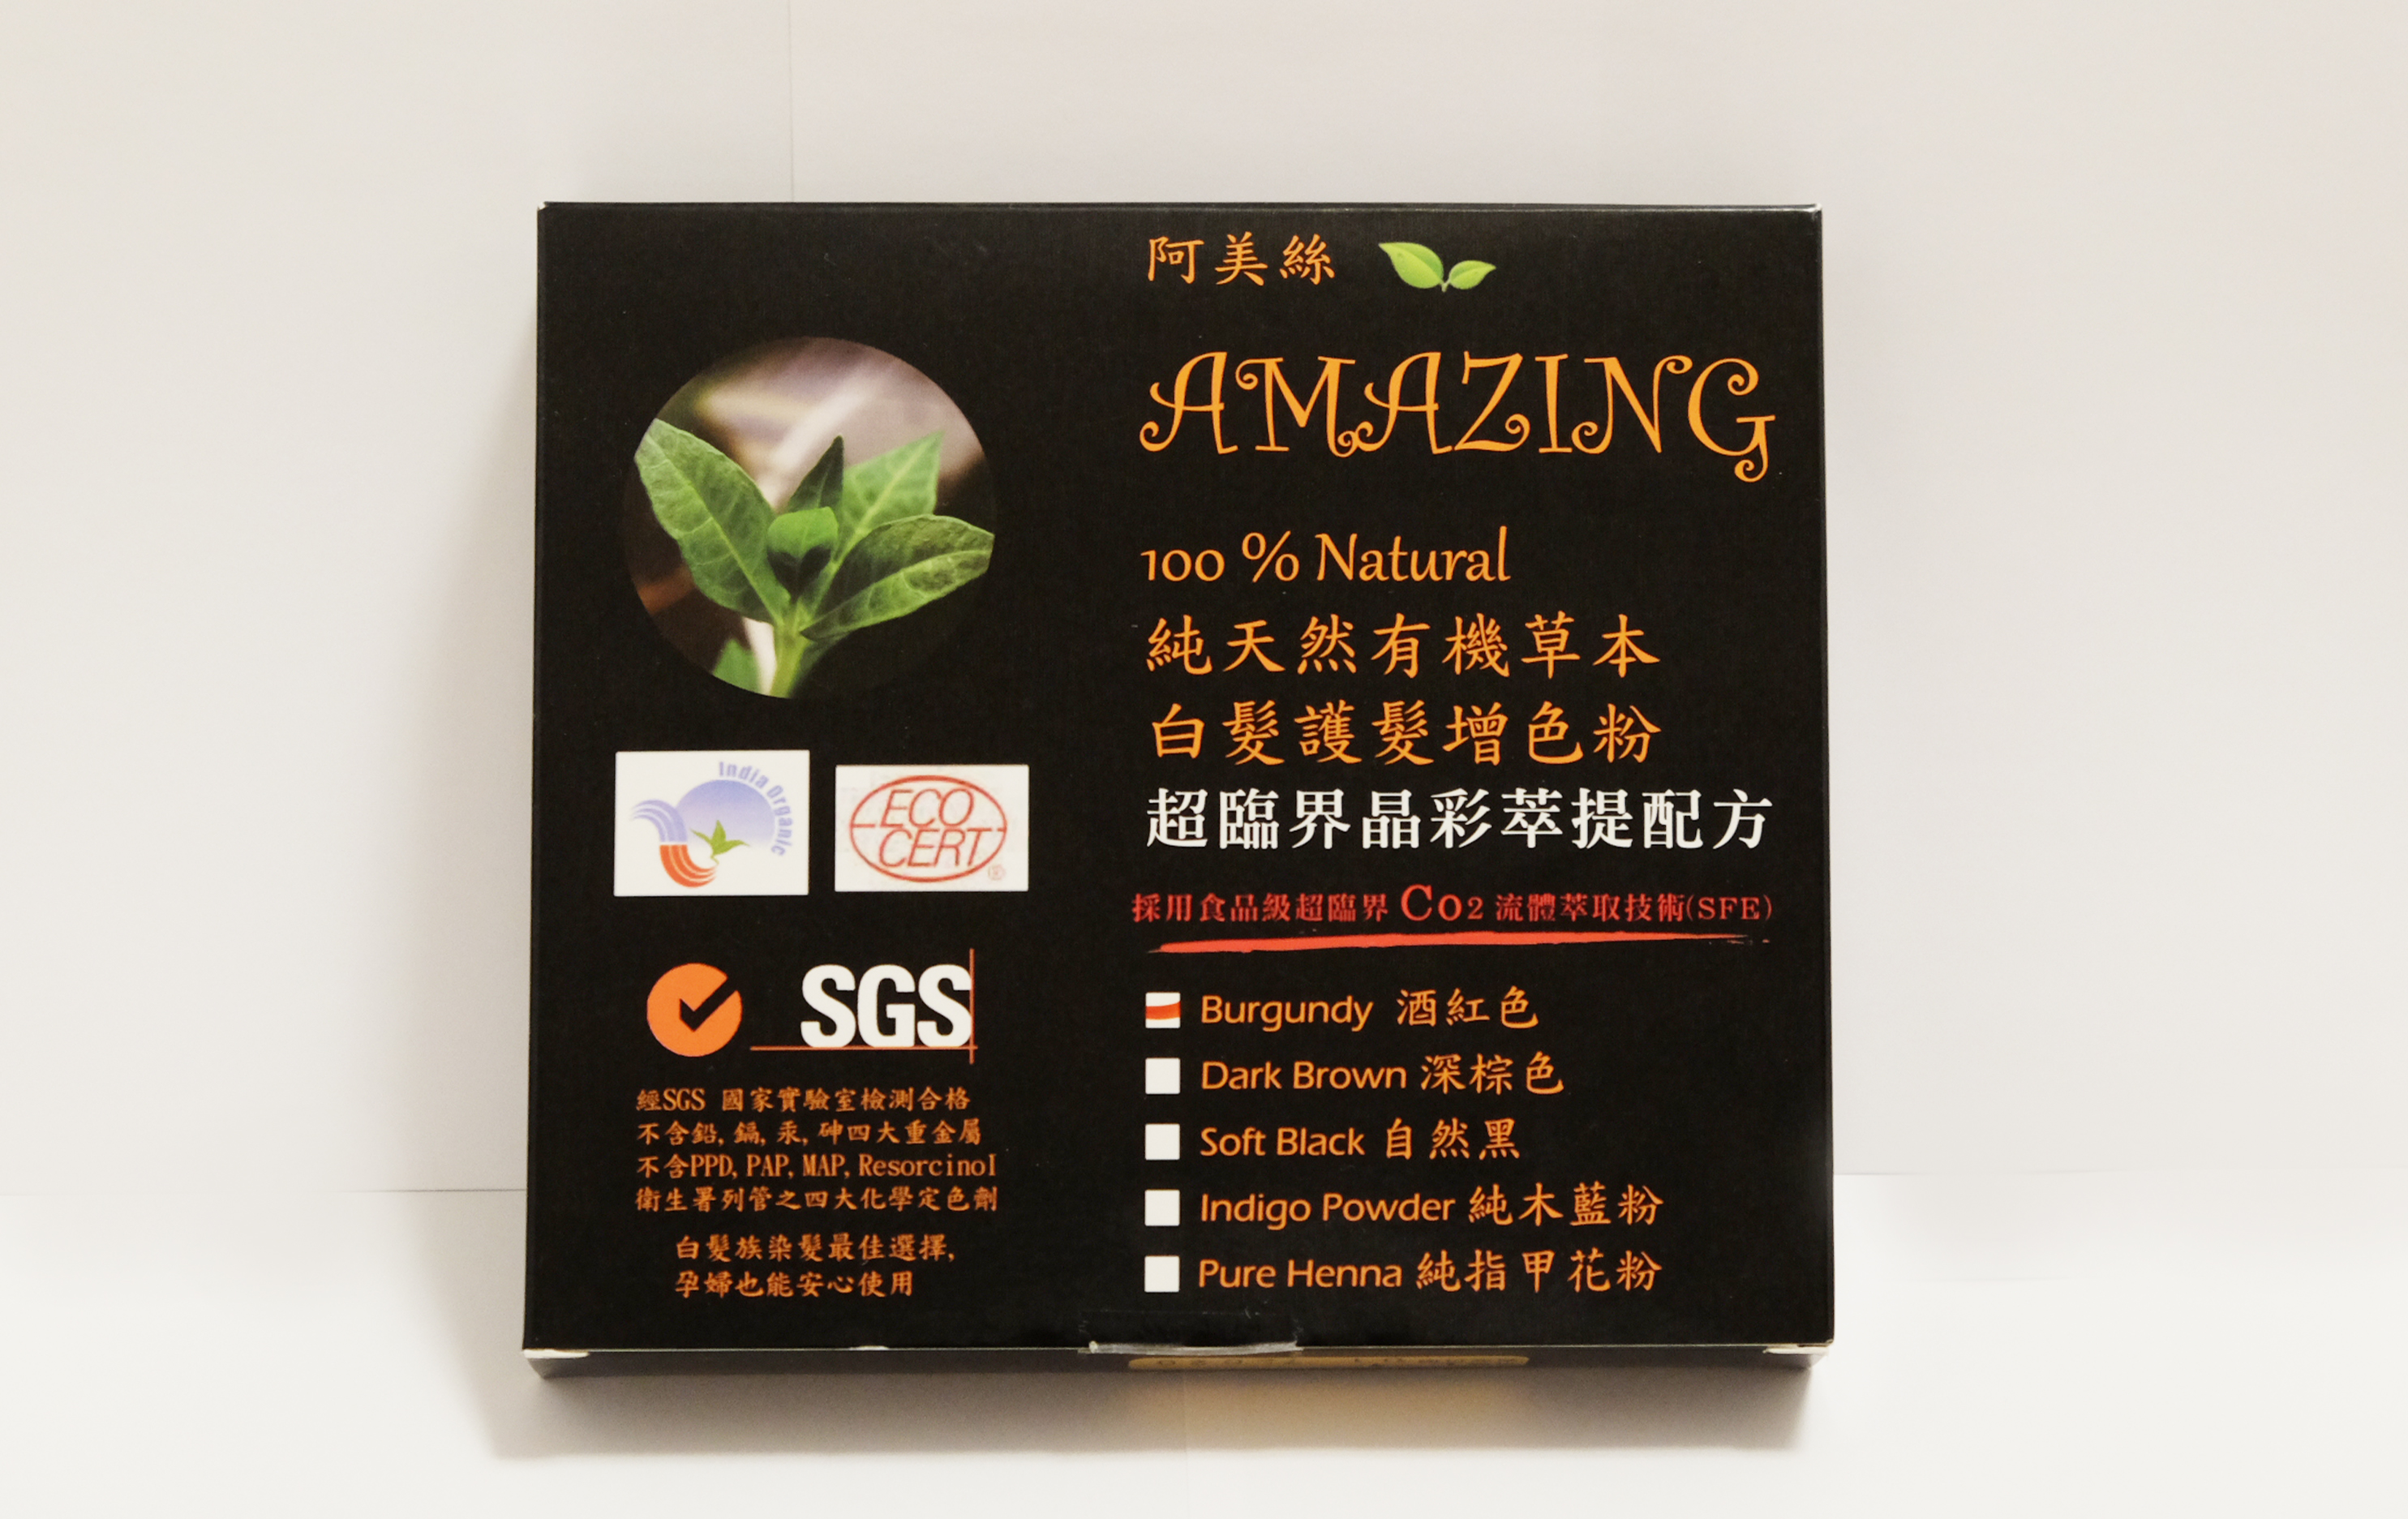 阿美絲
AMAZING
100 % Natural
純天然有機草本
白髮護髮增色粉
超臨界晶彩萃提配方
採用食品級超臨界 Co2 流體萃取技術(SFE)
Burgundy 酒紅色
Dark Brown 深棕色
Soft Black 自然黑
Indigo Powder 純木藍粉
Pure Henna 純指甲花粉
India Organic
ECO
CERT
®
SGS
經SGS 國家實驗室檢測合格
不含鉛, 鎘, 汞, 砷四大重金屬
不含PPD, PAP, MAP, Resorcinol
衛生署列管之四大化學定色劑
白髮族染髮最佳選擇,
孕婦也能安心使用